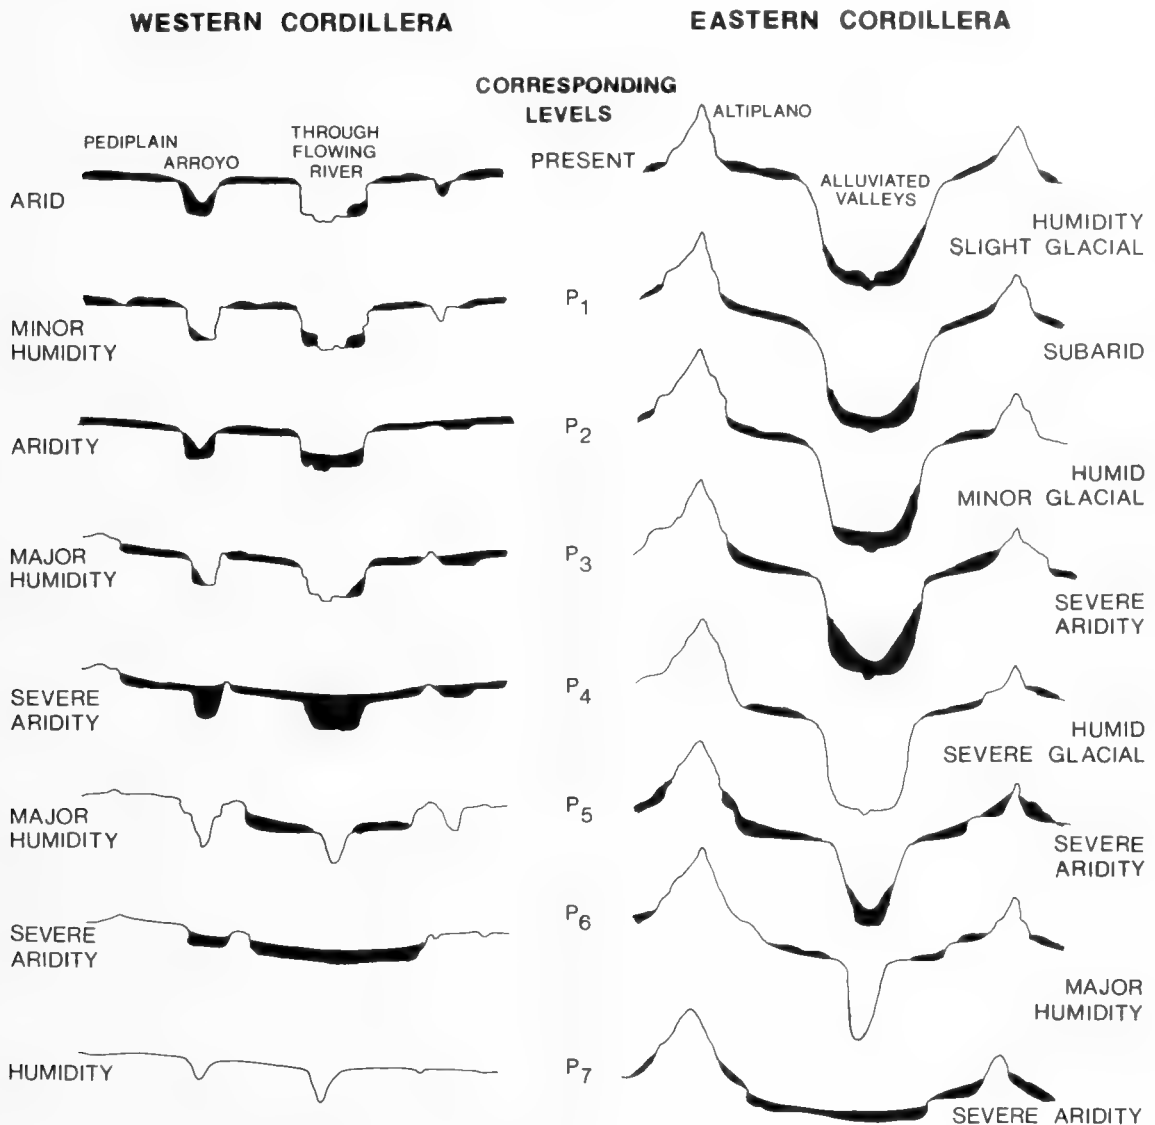 WESTERN CORDILLERA
EASTERN CORDILLERA
CORRESPONDING
LEVELS
PEDIPLAIN
ARROYO
THROUGH
FLOWING
RIVER
PRESENT
ALTIPLANO
ALLUVIATED
VALLEYS
ARID
HUMIDITY
SLIGHT GLACIAL
P1
MINOR
HUMIDITY
SUBARID
P2
ARIDITY
HUMID
MINOR GLACIAL
P3
MAJOR
HUMIDITY
SEVERE
ARIDITY
P4
SEVERE
ARIDITY
HUMID
SEVERE GLACIAL
P5
MAJOR
HUMIDITY
SEVERE
ARIDITY
P6
SEVERE
ARIDITY
MAJOR
HUMIDITY
P7
HUMIDITY
SEVERE ARIDITY